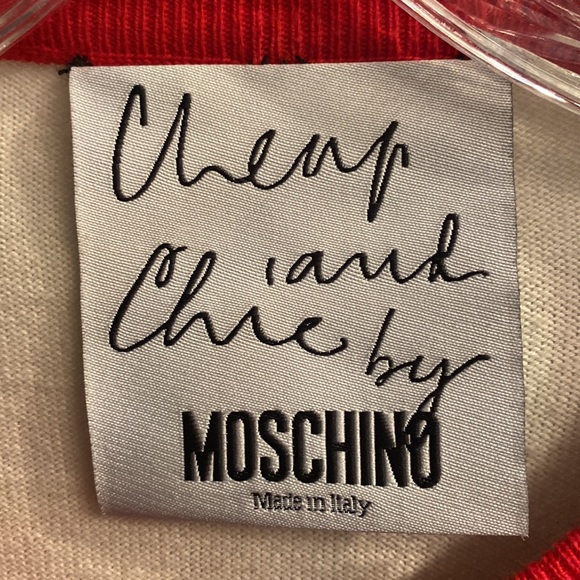 Cheap
and
Chic by
MOSCHINO
Made in Italy